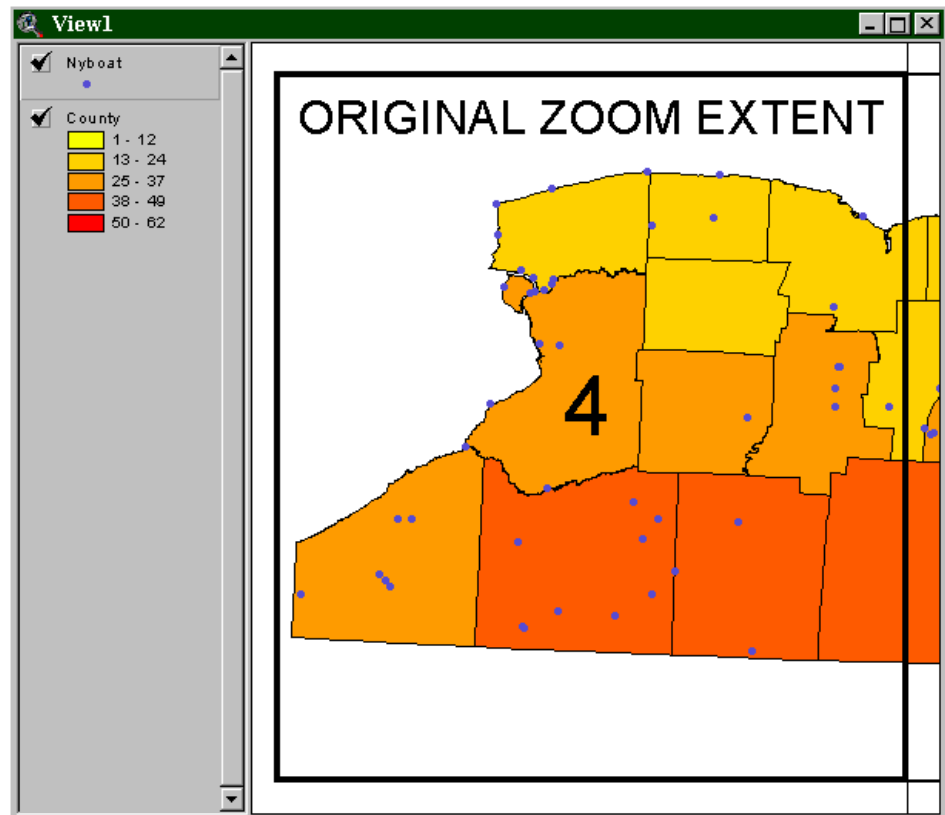 View1
Nyboat
County
1 - 12
13 - 24
25 - 37
38 - 49
50 - 62
ORIGINAL ZOOM EXTENT
4